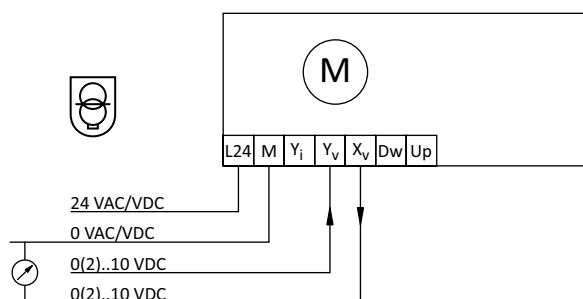 M
L24 M Yi Yv Xv Dw Up
24 VAC/VDC
0 VAC/VDC
0(2)..10 VDC
0(2)..10 VDC